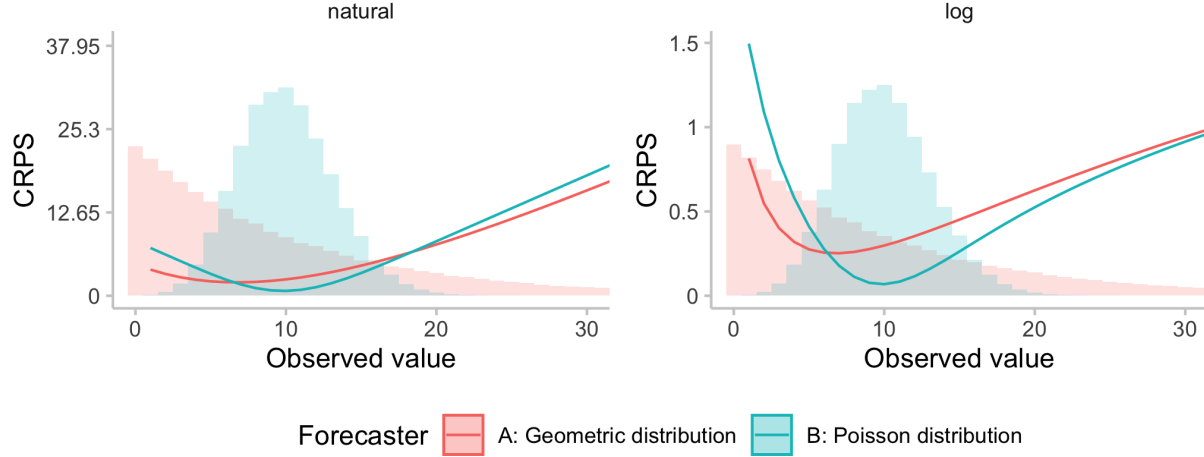 natural
CRPS
37.95
25.3
12.65
0
0 10 20 30
Observed value
log
CRPS
1.5
1
0.5
0
0 10 20 30
Observed value
Forecaster A: Geometric distribution B: Poisson distribution